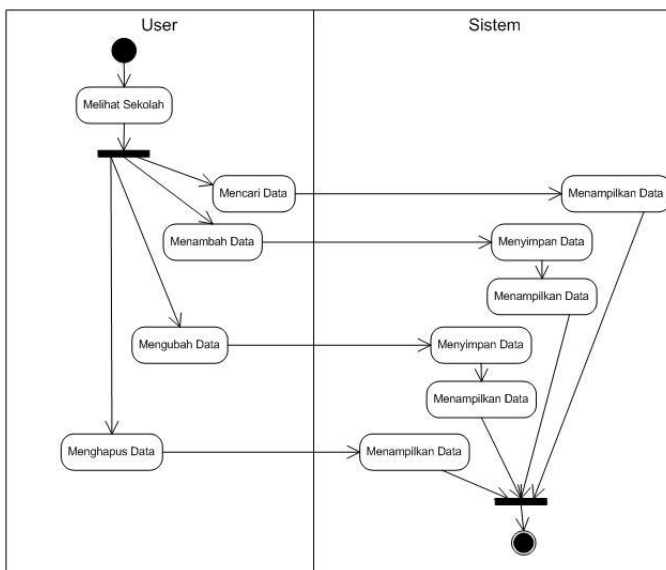 User
Sistem
Melihat Sekolah
Mencari Data
Menampilkan Data
Menambah Data
Menyimpan Data
Menampilkan Data
Mengubah Data
Menyimpan Data
Menampilkan Data
Menghapus Data
Menampilkan Data